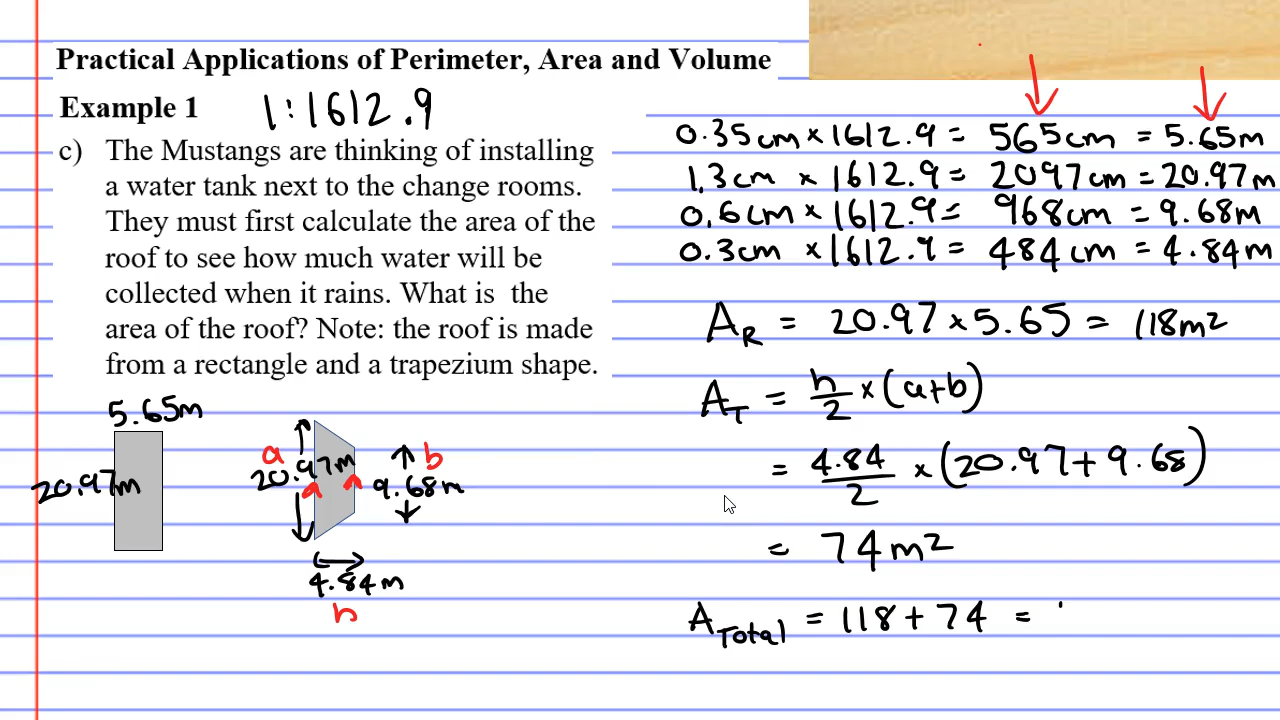 Practical Applications of Perimeter, Area and Volume
Example 1 1:1612.9
c) The Mustangs are thinking of installing
a water tank next to the change rooms.
They must first calculate the area of the
roof to see how much water will be
collected when it rains. What is the
area of the roof? Note: the roof is made
from a rectangle and a trapezium shape.
5.65m
20.97m
a
20.97m
b
9.68m
4.84m
h
0.35cm × 1612.9 = 565cm = 5.65m
1.3cm × 1612.9 = 2097cm = 20.97m
0.6cm × 1612.9 = 968cm = 9.68m
0.3cm × 1612.9 = 484cm = 4.84m
AR = 20.97 × 5.65 = 118m2
AT = h/2 × (a+b)
= 4.84/2 × (20.97 + 9.68)
= 74m2
ATotal = 118 + 74 =